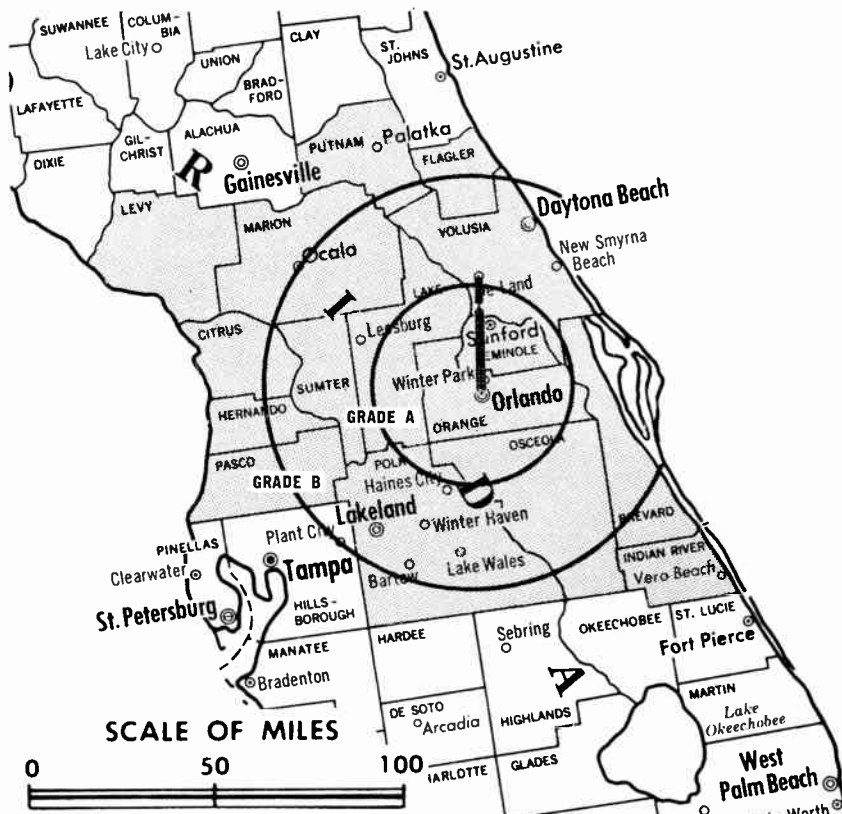 SUWANNEE
COLUM-
BIA
Lake City
CLAY
ST.
JOHNS
St. Augustine
UNION
BRAD-
FORD
LAFAYETTE
GIL-
CHRIST
ALACHUA
PUTNAM
Palatka
DIXIE
R
Gainesville
FLAGLER
LEVY
MARION
Daytona Beach
VOLUSIA
Ocala
New Smyrna
Beach
I
LAKE
CITRUS
Leesburg
Sanford
MINOLE
SUMTER
Winter Park
Orlando
HERNANDO
GRADE A
ORANGE
OSCEOLA
PASCO
POLK
GRADE B
Haines City
D
Lakeland
Winter Haven
BREVARD
Plant City
PINELLAS
Clearwater
Tampa
Bartow
Lake Wales
INDIAN RIVER
Vero Beach
St. Petersburg
HILLS-
BOROUGH
HARDEE
Sebring
OKEECHOBEE
ST. LUCIE
Fort Pierce
MANATEE
Bradenton
A
DE SOTO
Arcadia
HIGHLANDS
MARTIN
Lake
Okeechobee
SCALE OF MILES
0 50 100
HARLOTTE
GLADES
West
Palm Beach
Worth